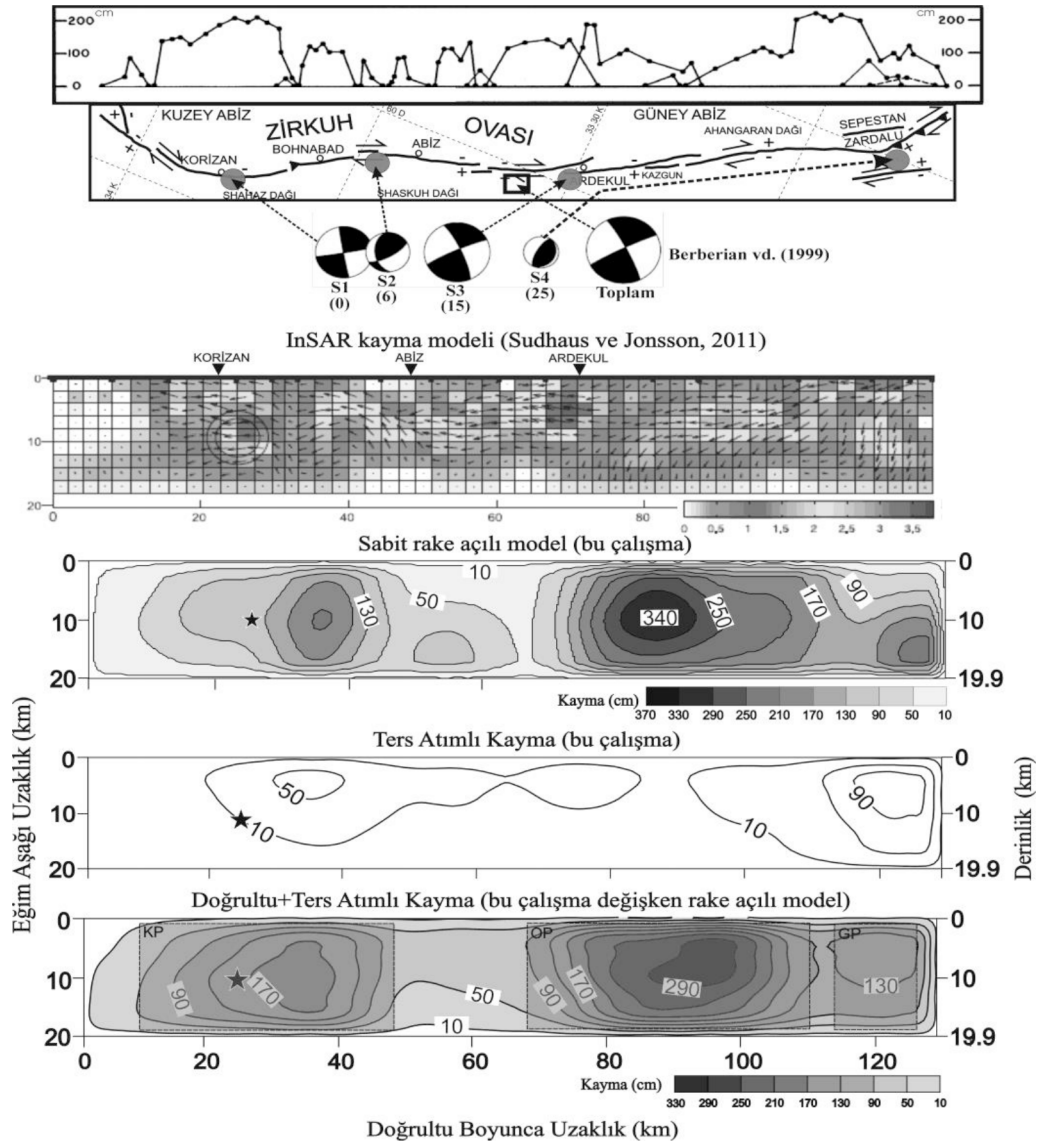 cm cm
200 200
100 100
0 0
KUZEY ABİZ 60 D 33 30 K GÜNEY ABİZ
ZİRKUH OVASI AHANGARAN DAĞI SEPESTAN
BOHNABAD ABİZ ZARDALU
KORİZAN
34 K SHAHAZ DAĞI SHASKUH DAĞI ARDEKUL KAZGUN
Berberian vd. (1999)
S1 S2 S3 S4 Toplam
(0) (6) (15) (25)
InSAR kayma modeli (Sudhaus ve Jonsson, 2011)
KORİZAN ABİZ ARDEKUL
0
10
20
0 20 40 60 80
0 0,5 1 1,5 2 2,5 3 3,5
Sabit rake açılı model (bu çalışma)
0 10 0
50 90
130 170
250
10 340 10
20 19.9
Kayma (cm) 370 330 290 250 210 170 130 90 50 10
Ters Atımlı Kayma (bu çalışma)
0 0
50 90
10 10 10 10
20 19.9
Eğim Aşağı Uzaklık (km)
Derinlik (km)
Doğrultu+Ters Atımlı Kayma (bu çalışma değişken rake açılı model)
0 KP OP GP 0
10 90 170 50 90 170 290 130 10
20 10 19.9
0 20 40 60 80 100 120
Kayma (cm)
330 290 250 210 170 130 90 50 10
Doğrultu Boyunca Uzaklık (km)